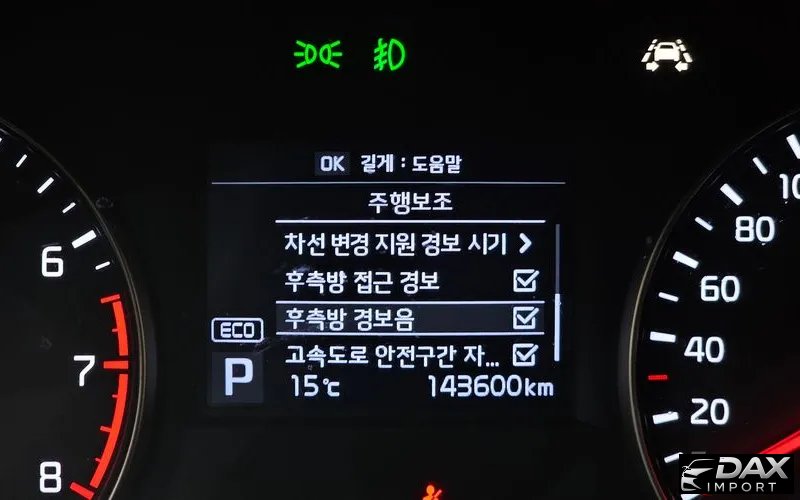 OK 길게 : 도움말
주행보조
차선 변경 지원 경보 시기
후측방 접근 경보
후측방 경보음
고속도로 안전구간 자...
ECO
P
15℃ 143600km
6
7
8
10
80
60
40
20
DAX
IMPORT